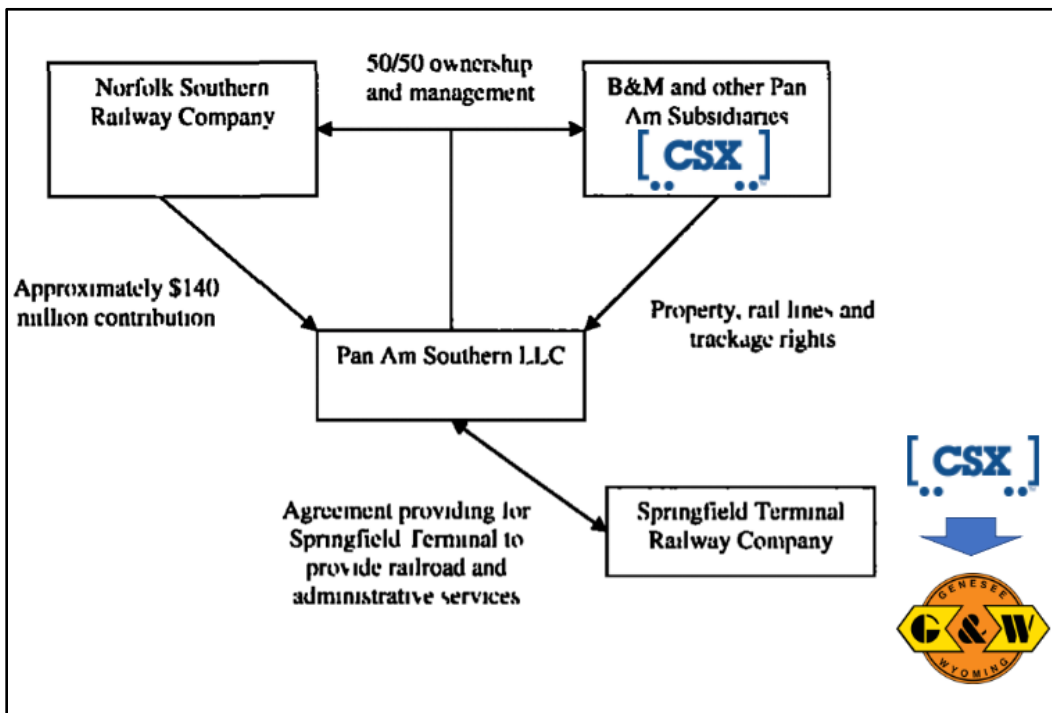 Norfolk Southern
Railway Company
50/50 ownership
and management
B&M and other Pan
Am Subsidiaries
[CSX]
Approximately $140
million contribution
Property, rail lines and
trackage rights
Pan Am Southern LLC
Agreement providing for
Springfield Terminal to
provide railroad and
administrative services
Springfield Terminal
Railway Company
[CSX]
GENESEE
G & W
WYOMING